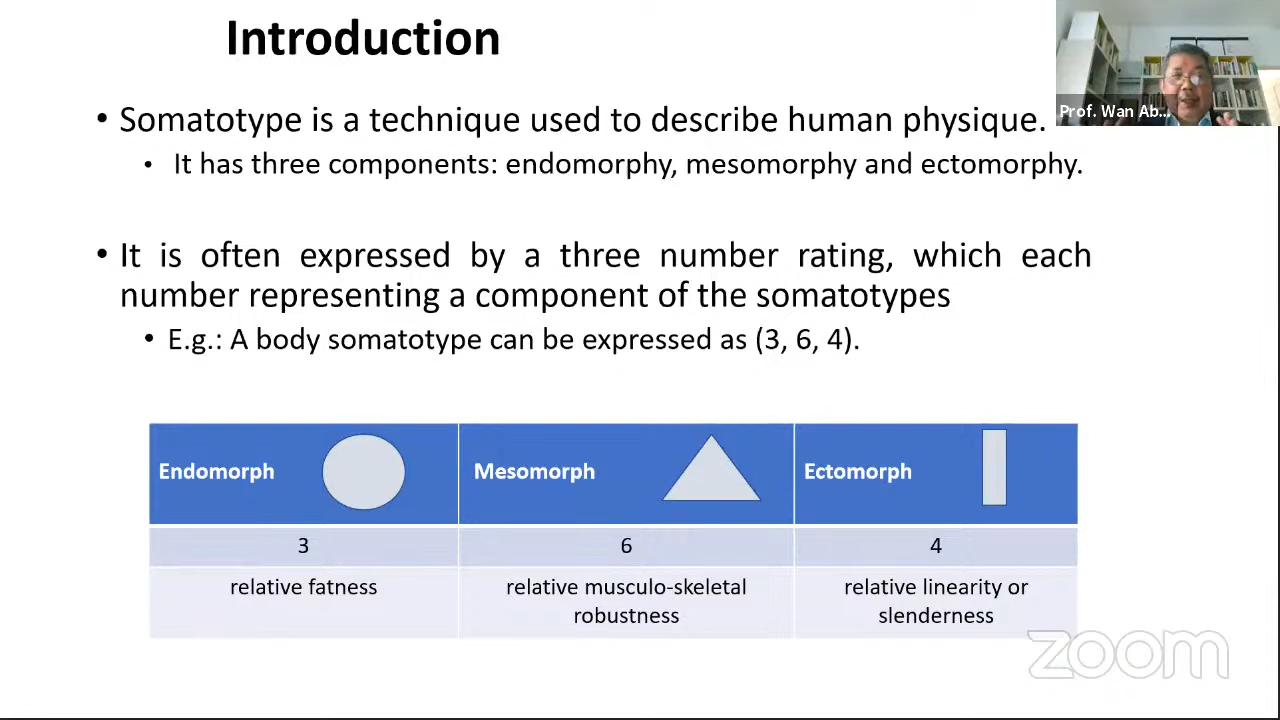 Introduction
• Somatotype is a technique used to describe human physique.
• It has three components: endomorphy, mesomorphy and ectomorphy.
• It is often expressed by a three number rating, which each
number representing a component of the somatotypes
• E.g.: A body somatotype can be expressed as (3, 6, 4).
Endomorph Mesomorph Ectomorph
3 6 4
relative fatness relative musculo-skeletal relative linearity or
robustness slenderness
Prof. Wan Ab...
zoom